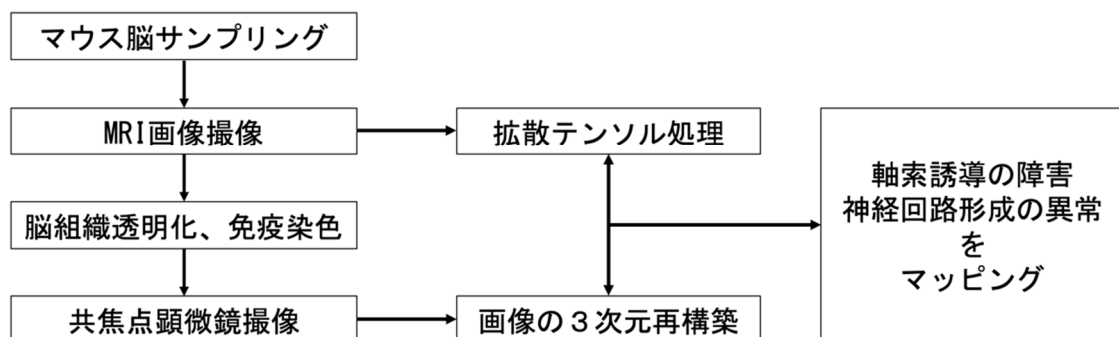 マウス脳サンプリング
MRI画像撮像
拡散テンソル処理
脳組織透明化、免疫染色
共焦点顕微鏡撮像
画像の３次元再構築
軸索誘導の障害
神経回路形成の異常
を
マッピング